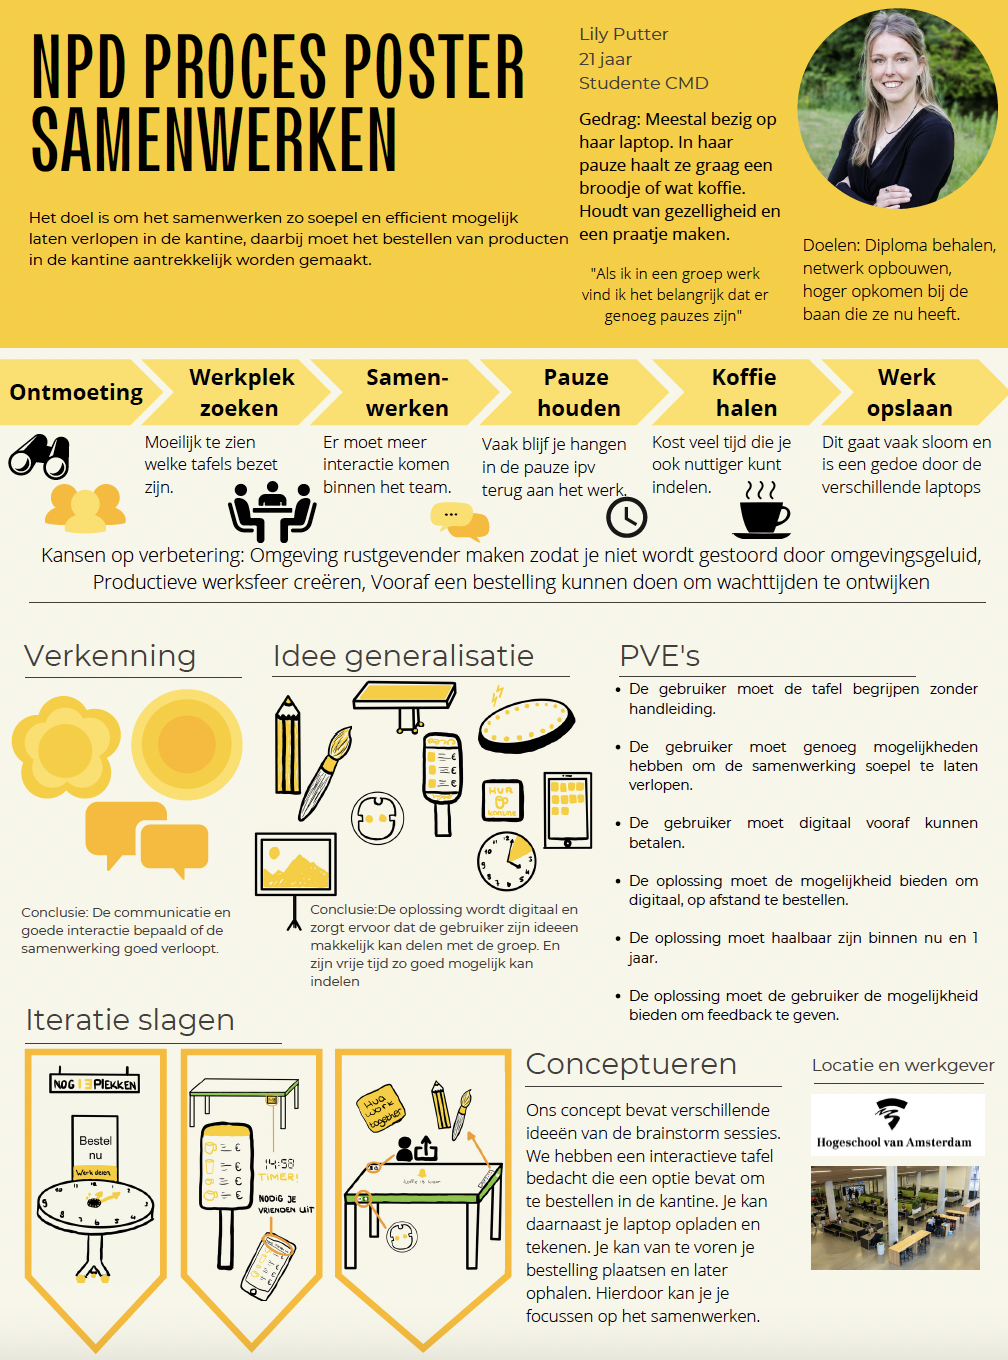 NPD PROCES POSTER
SAMENWERKEN
Het doel is om het samenwerken zo soepel en efficient mogelijk
laten verlopen in de kantine, daarbij moet het bestellen van producten
in de kantine aantrekkelijk worden gemaakt.
Lily Putter
21 jaar
Studente CMD
Gedrag: Meestal bezig op
haar laptop. In haar
pauze haalt ze graag een
broodje of wat koffie.
Houdt van gezelligheid en
een praatje maken.
"Als ik in een groep werk
vind ik het belangrijk dat er
genoeg pauzes zijn"
Doelen: Diploma behalen,
netwerk opbouwen,
hoger opkomen bij de
baan die ze nu heeft.
Ontmoeting
Werkplek
zoeken
Moeilijk te zien
welke tafels bezet
zijn.
Samen-
werken
Er moet meer
interactie komen
binnen het team.
Pauze
houden
Vaak blijf je hangen
in de pauze ipv
terug aan het werk.
Koffie
halen
Kost veel tijd die je
ook nuttiger kunt
indelen.
Werk
opslaan
Dit gaat vaak sloom en
is een gedoe door de
verschillende laptops
Kansen op verbetering: Omgeving rustgevender maken zodat je niet wordt gestoord door omgevingsgeluid,
Productieve werksfeer creëren, Vooraf een bestelling kunnen doen om wachttijden te ontwijken
Verkenning
Conclusie: De communicatie en
goede interactie bepaald of de
samenwerking goed verloopt.
Idee generalisatie
HVA
KANTINE
Conclusie:De oplossing wordt digitaal en
zorgt ervoor dat de gebruiker zijn ideeen
makkelijk kan delen met de groep. En
zijn vrije tijd zo goed mogelijk kan
indelen
PVE's
• De gebruiker moet de tafel begrijpen zonder
handleiding.
• De gebruiker moet genoeg mogelijkheden
hebben om de samenwerking soepel te laten
verlopen.
• De gebruiker moet digitaal vooraf kunnen
betalen.
• De oplossing moet de mogelijkheid bieden om
digitaal, op afstand te bestellen.
• De oplossing moet haalbaar zijn binnen nu en 1
jaar.
• De oplossing moet de gebruiker de mogelijkheid
bieden om feedback te geven.
Iteratie slagen
NOG 13 PLEKKEN
Bestel
nu
Werk delen
14:58
TIMER!
NODIG JE
VRIENDEN UIT
Hva
work
together
koffie is klaar
Conceptueren
Ons concept bevat verschillende
ideeën van de brainstorm sessies.
We hebben een interactieve tafel
bedacht die een optie bevat om
te bestellen in de kantine. Je kan
daarnaast je laptop opladen en
tekenen. Je kan van te voren je
bestelling plaatsen en later
ophalen. Hierdoor kan je je
focussen op het samenwerken.
Locatie en werkgever
Hogeschool van Amsterdam